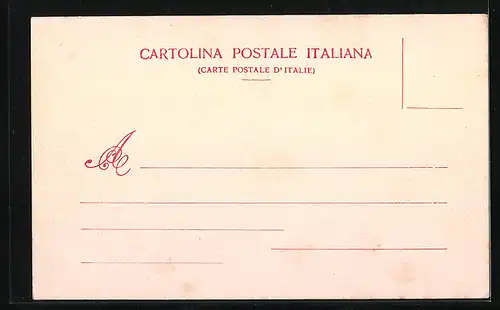 CARTOLINA POSTALE ITALIANA
(CARTE POSTALE D'ITALIE)
A